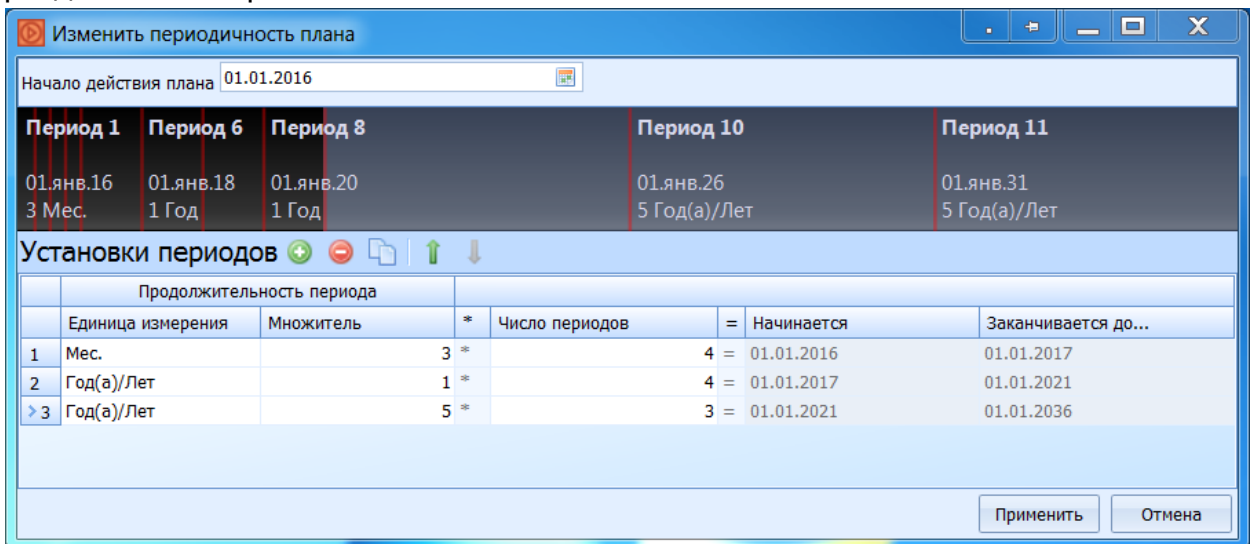 Изменить периодичность плана
Начало действия плана 01.01.2016
Период 1 Период 6 Период 8 Период 10 Период 11
01.янв.16 01.янв.18 01.янв.20 01.янв.26 01.янв.31
3 Мес. 1 Год 1 Год 5 Год(а)/Лет 5 Год(а)/Лет
Установки периодов
Продолжительность периода
Единица измерения Множитель * Число периодов = Начинается Заканчивается до...
1 Мес. 3 * 4 = 01.01.2016 01.01.2017
2 Год(а)/Лет 1 * 4 = 01.01.2017 01.01.2021
3 Год(а)/Лет 5 * 3 = 01.01.2021 01.01.2036
Применить Отмена